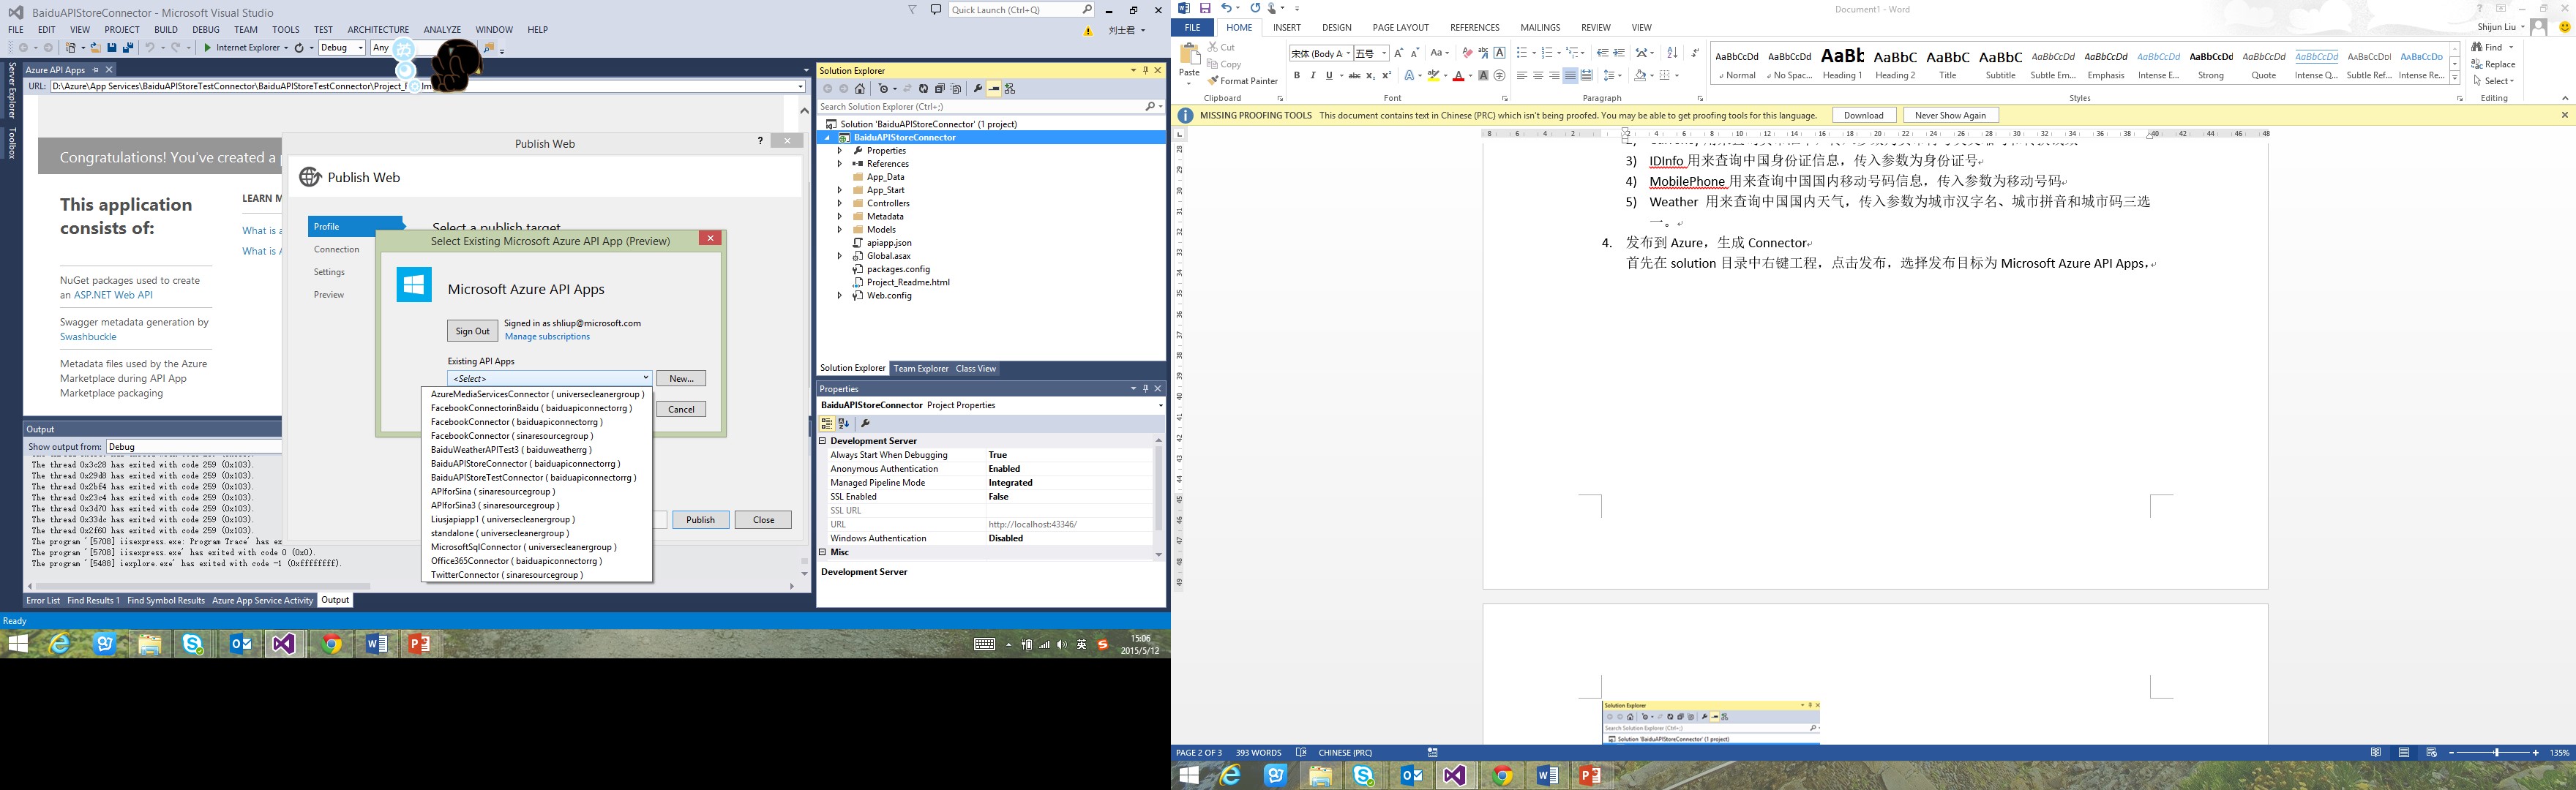 BaiduAPIStoreConnector - Microsoft Visual Studio
Quick Launch (Ctrl+Q)
FILE EDIT VIEW PROJECT BUILD DEBUG TEAM TOOLS TEST ARCHITECTURE ANALYZE WINDOW HELP
刘士君
Internet Explorer Debug Any
Server Explorer
Toolbox
Azure API Apps
URL: D:\Azure\App Services\BaiduAPIStoreTestConnector\BaiduAPIStoreTestConnector\Project_
Congratulations! You've created a
This application
consists of:
LEARN M
What is a
What is A
NuGet packages used to create
an ASP.NET Web API
Swagger metadata generation by
Swashbuckle
Metadata files used by the Azure
Marketplace during API App
Marketplace packaging
Publish Web
?
Publish Web
Profile
Connection
Settings
Preview
Select a publish target
Select Existing Microsoft Azure API App (Preview)
Microsoft Azure API Apps
Sign Out
Signed in as shliup@microsoft.com
Manage subscriptions
Existing API Apps
<Select>
New...
Cancel
AzureMediaServicesConnector ( universecleanergroup )
FacebookConnectorinBaidu ( baiduapiconnectorrg )
FacebookConnector ( baiduapiconnectorrg )
FacebookConnector ( sinaresourcegroup )
BaiduWeatherAPITest3 ( baiduweatherrg )
BaiduAPIStoreConnector ( baiduapiconnectorrg )
BaiduAPIStoreTestConnector ( baiduapiconnectorrg )
APIforSina ( sinaresourcegroup )
APIforSina3 ( sinaresourcegroup )
Liusjapiapp1 ( universecleanergroup )
standalone ( universecleanergroup )
MicrosoftSqlConnector ( universecleanergroup )
Office365Connector ( baiduapiconnectorrg )
TwitterConnector ( sinaresourcegroup )
Publish
Close
Output
Show output from: Debug
The thread 0x3c28 has exited with code 259 (0x103).
The thread 0x29d8 has exited with code 259 (0x103).
The thread 0x2bf4 has exited with code 259 (0x103).
The thread 0x23c4 has exited with code 259 (0x103).
The thread 0x3d70 has exited with code 259 (0x103).
The thread 0x33dc has exited with code 259 (0x103).
The thread 0x2f60 has exited with code 259 (0x103).
The program '[5708] iisexpress.exe: Program Trace' has ex
The program '[5708] iisexpress.exe' has exited with code 0 (0x0).
The program '[5488] iexplore.exe' has exited with code -1 (0xffffffff).
Error List Find Results 1 Find Symbol Results Azure App Service Activity Output
Ready
Solution Explorer
Search Solution Explorer (Ctrl+;)
Solution 'BaiduAPIStoreConnector' (1 project)
BaiduAPIStoreConnector
Properties
References
App_Data
App_Start
Controllers
Metadata
Models
apiapp.json
Global.asax
packages.config
Project_Readme.html
Web.config
Solution Explorer Team Explorer Class View
Properties
BaiduAPIStoreConnector Project Properties
Development Server
Always Start When Debugging True
Anonymous Authentication Enabled
Managed Pipeline Mode Integrated
SSL Enabled False
SSL URL
URL http://localhost:43346/
Windows Authentication Disabled
Misc
Development Server
英
15:06
2015/5/12
Document1 - Word
FILE HOME INSERT DESIGN PAGE LAYOUT REFERENCES MAILINGS REVIEW VIEW
Shijun Liu
Paste
Cut
Copy
Format Painter
Clipboard
宋体 (Body A 五号
Font
Paragraph
AaBbCcDd AaBbCcDd AaBb AaBbC AaBbC AaBbC AaBbCcDd AaBbCcDd AaBbCcDd AaBbCcDd AaBbCcDd AaBbCcDd AaBbCcDd AaBbCcDd
Normal No Spac... Heading 1 Heading 2 Title Subtitle Subtle Em... Emphasis Intense E... Strong Quote Intense Q... Subtle Ref... Intense Re...
Styles
Find
Replace
Select
Editing
MISSING PROOFING TOOLS This document contains text in Chinese (PRC) which isn't being proofed. You may be able to get proofing tools for this language. Download Never Show Again
3) IDInfo 用来查询中国身份证信息，传入参数为身份证号
4) MobilePhone 用来查询中国国内移动号码信息，传入参数为移动号码
5) Weather 用来查询中国国内天气，传入参数为城市汉字名、城市拼音和城市码三选
一。
4. 发布到 Azure，生成 Connector
首先在 solution 目录中右键工程，点击发布，选择发布目标为 Microsoft Azure API Apps，
Solution Explorer
Search Solution Explorer (Ctrl+;)
Solution 'BaiduAPIStoreConnector' (1 project)
PAGE 2 OF 3 393 WORDS CHINESE (PRC)
135%